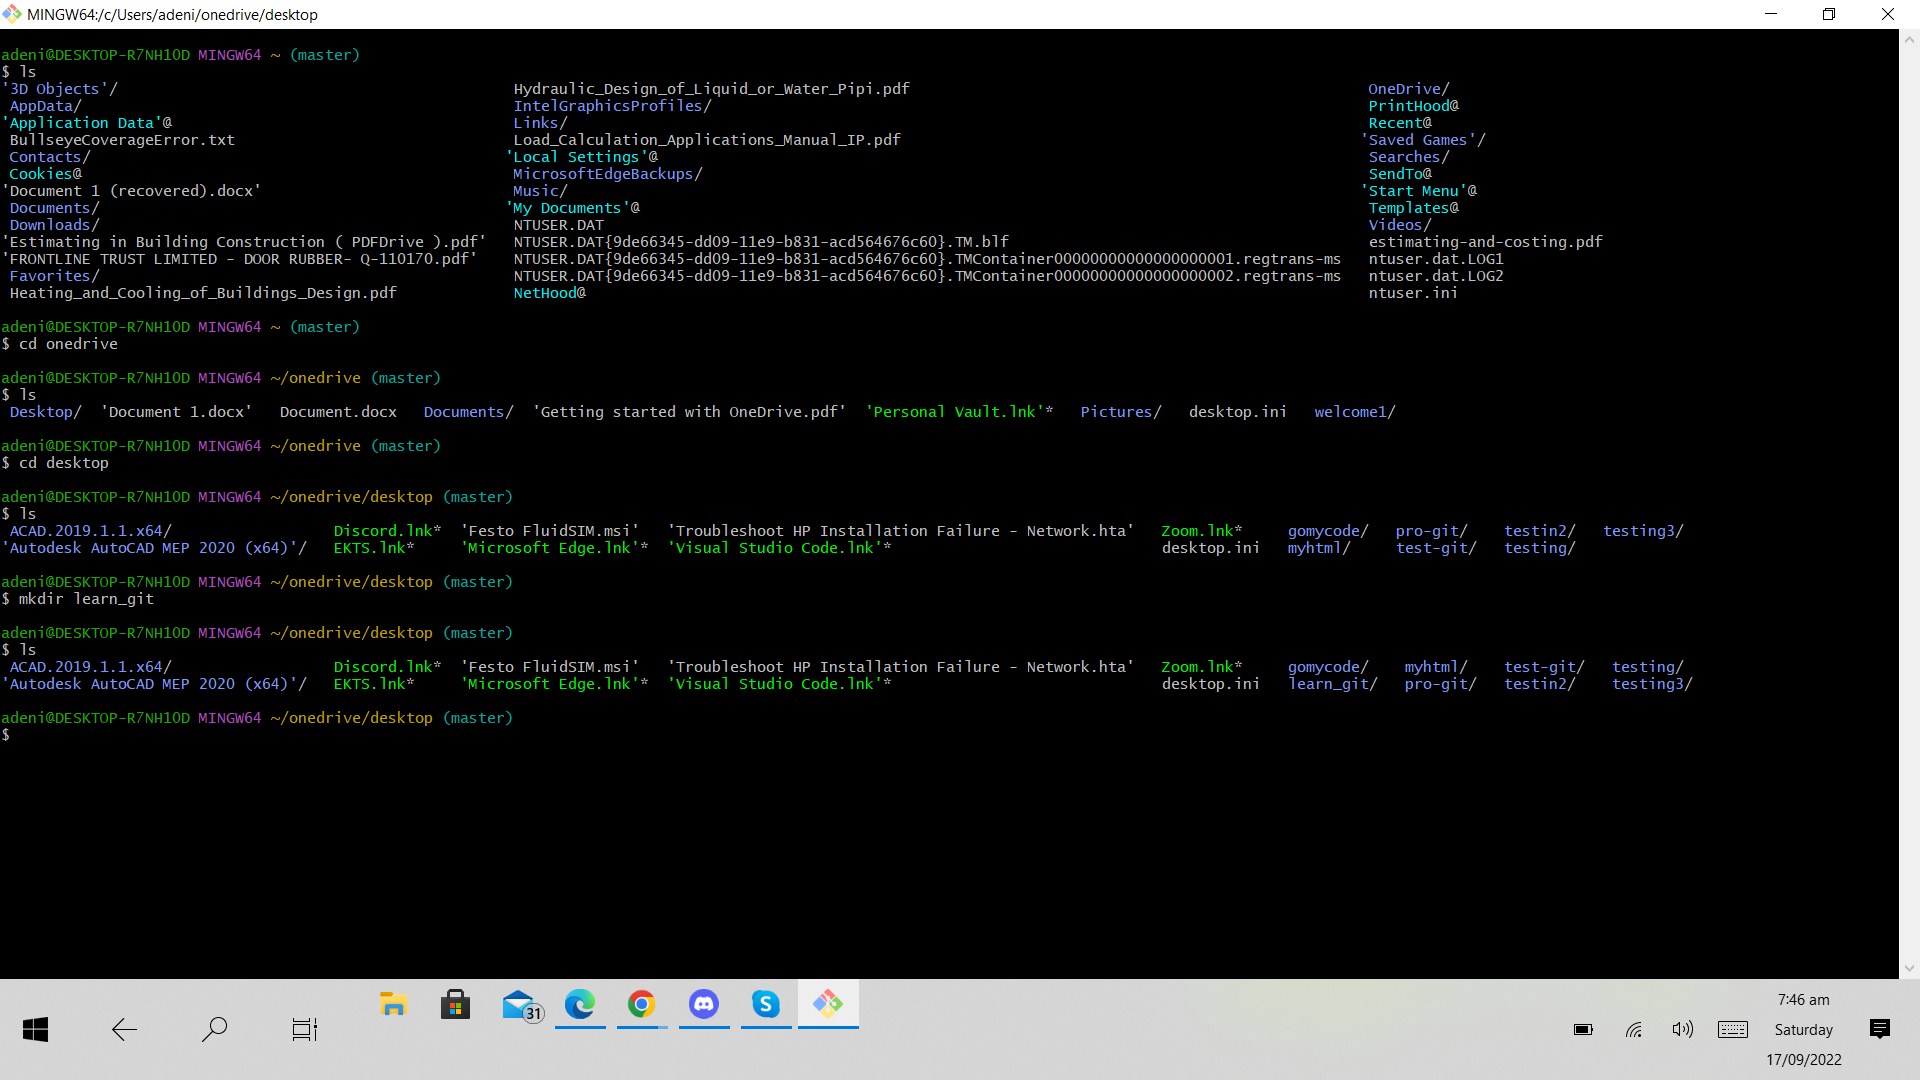 MINGW64:/c/Users/adeni/onedrive/desktop
adeni@DESKTOP-R7NH1OD MINGW64 ~ (master)
$ ls
'3D Objects'/ Hydraulic_Design_of_Liquid_or_Water_Pipi.pdf OneDrive/
AppData/ IntelGraphicsProfiles/ PrintHood@
'Application Data'@ Links/ Recent@
BullseyeCoverageError.txt Load_Calculation_Applications_Manual_IP.pdf 'Saved Games'/
Contacts/ 'Local Settings'@ Searches/
Cookies@ MicrosoftEdgeBackups/ SendTo@
'Document 1 (recovered).docx' Music/ 'Start Menu'@
Documents/ 'My Documents'@ Templates@
Downloads/ NTUSER.DAT Videos/
'Estimating in Building Construction ( PDFDrive ).pdf' NTUSER.DAT{9de66345-dd09-11e9-b831-acd564676c60}.TM.blf estimating-and-costing.pdf
'FRONTLINE TRUST LIMITED - DOOR RUBBER- Q-110170.pdf' NTUSER.DAT{9de66345-dd09-11e9-b831-acd564676c60}.TMContainer00000000000000000001.regtrans-ms ntuser.dat.LOG1
Favorites/ NTUSER.DAT{9de66345-dd09-11e9-b831-acd564676c60}.TMContainer00000000000000000002.regtrans-ms ntuser.dat.LOG2
Heating_and_Cooling_of_Buildings_Design.pdf NetHood@ ntuser.ini
adeni@DESKTOP-R7NH1OD MINGW64 ~ (master)
$ cd onedrive
adeni@DESKTOP-R7NH1OD MINGW64 ~/onedrive (master)
$ ls
Desktop/ 'Document 1.docx' Document.docx Documents/ 'Getting started with OneDrive.pdf' 'Personal Vault.lnk'* Pictures/ desktop.ini welcome1/
adeni@DESKTOP-R7NH1OD MINGW64 ~/onedrive (master)
$ cd desktop
adeni@DESKTOP-R7NH1OD MINGW64 ~/onedrive/desktop (master)
$ ls
ACAD.2019.1.1.x64/ Discord.lnk* 'Festo FluidSIM.msi' 'Troubleshoot HP Installation Failure - Network.hta' Zoom.lnk* gomycode/ pro-git/ testin2/ testing3/
'Autodesk AutoCAD MEP 2020 (x64)'/ EKTS.lnk* 'Microsoft Edge.lnk'* 'Visual Studio Code.lnk'* desktop.ini myhtml/ test-git/ testing/
adeni@DESKTOP-R7NH1OD MINGW64 ~/onedrive/desktop (master)
$ mkdir learn_git
adeni@DESKTOP-R7NH1OD MINGW64 ~/onedrive/desktop (master)
$ ls
ACAD.2019.1.1.x64/ Discord.lnk* 'Festo FluidSIM.msi' 'Troubleshoot HP Installation Failure - Network.hta' Zoom.lnk* gomycode/ myhtml/ test-git/ testing/
'Autodesk AutoCAD MEP 2020 (x64)'/ EKTS.lnk* 'Microsoft Edge.lnk'* 'Visual Studio Code.lnk'* desktop.ini learn_git/ pro-git/ testin2/ testing3/
adeni@DESKTOP-R7NH1OD MINGW64 ~/onedrive/desktop (master)
$
31
S
7:46 am
Saturday
17/09/2022